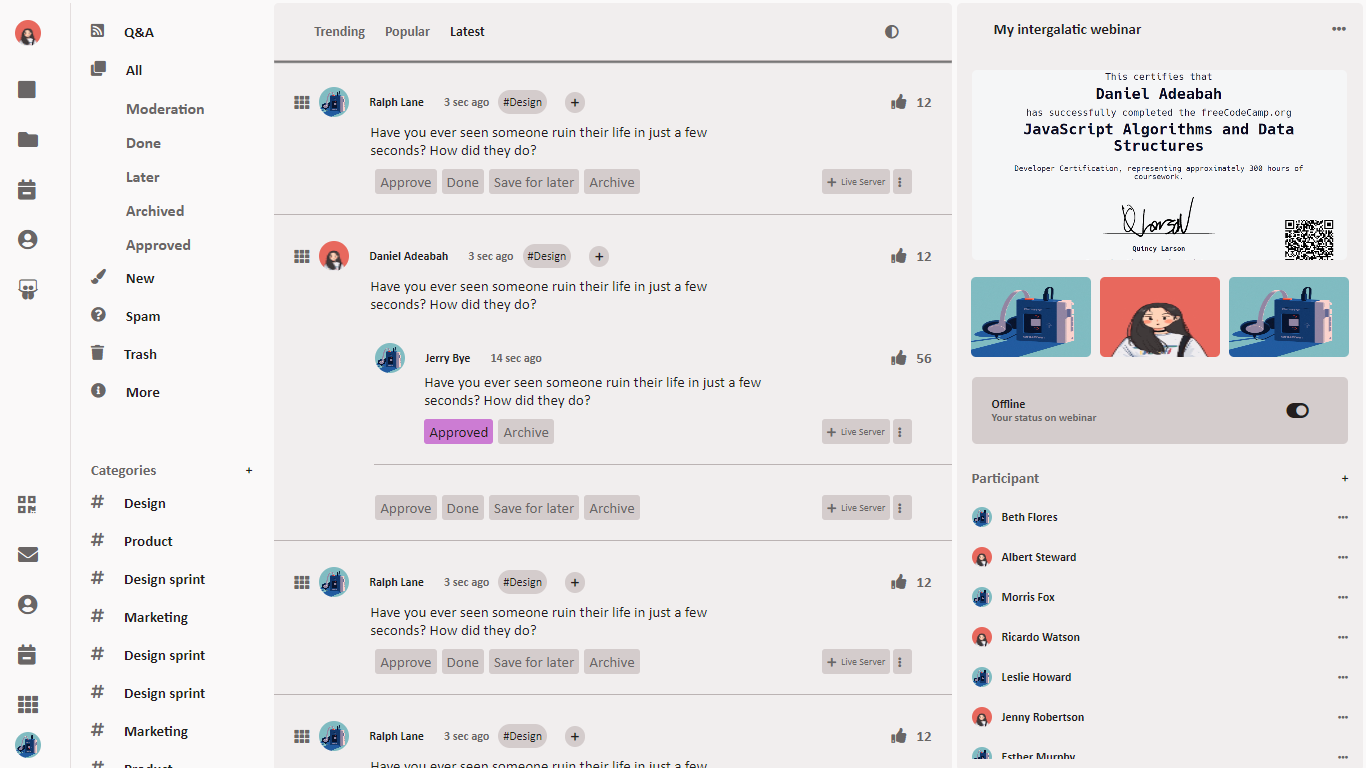 Q&A
All
Moderation
Done
Later
Archived
Approved
New
Spam
Trash
More
Categories +
Design
Product
Design sprint
Marketing
Design sprint
Design sprint
Marketing
Product
Trending Popular Latest
Ralph Lane 3 sec ago #Design + 12
Have you ever seen someone ruin their life in just a few
seconds? How did they do?
Approve Done Save for later Archive + Live Server
Daniel Adeabah 3 sec ago #Design + 12
Have you ever seen someone ruin their life in just a few
seconds? How did they do?
Jerry Bye 14 sec ago 56
Have you ever seen someone ruin their life in just a few
seconds? How did they do?
Approved Archive + Live Server
Approve Done Save for later Archive + Live Server
Ralph Lane 3 sec ago #Design + 12
Have you ever seen someone ruin their life in just a few
seconds? How did they do?
Approve Done Save for later Archive + Live Server
Ralph Lane 3 sec ago #Design + 12
Have you ever seen someone ruin their life in just a few
My intergalatic webinar
This certifies that
Daniel Adeabah
has successfully completed the freeCodeCamp.org
JavaScript Algorithms and Data
Structures
Developer Certification, representing approximately 300 hours of
coursework.
Quincy Larson
Offline
Your status on webinar
Participant +
Beth Flores
Albert Steward
Morris Fox
Ricardo Watson
Leslie Howard
Jenny Robertson
Esther Murphy